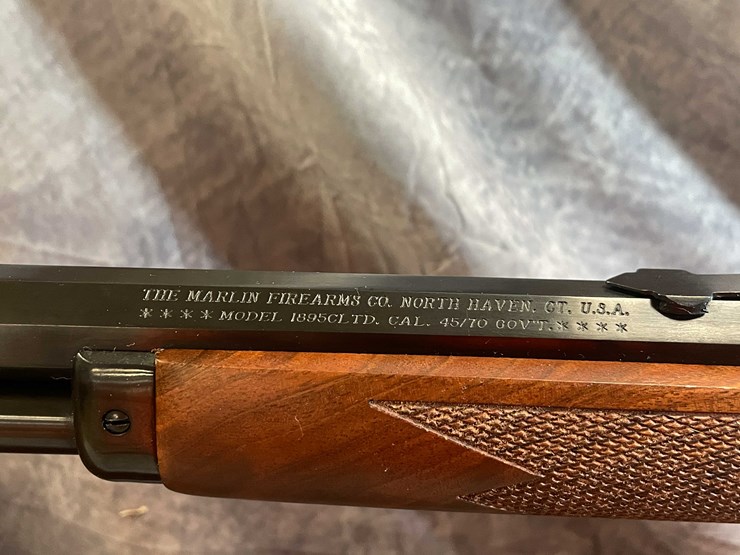 THE MARLIN FIREARMS CO. NORTH HAVEN, CT. U.S.A.
****MODEL 1895CLTD. CAL. 45/70 GOV'T.****